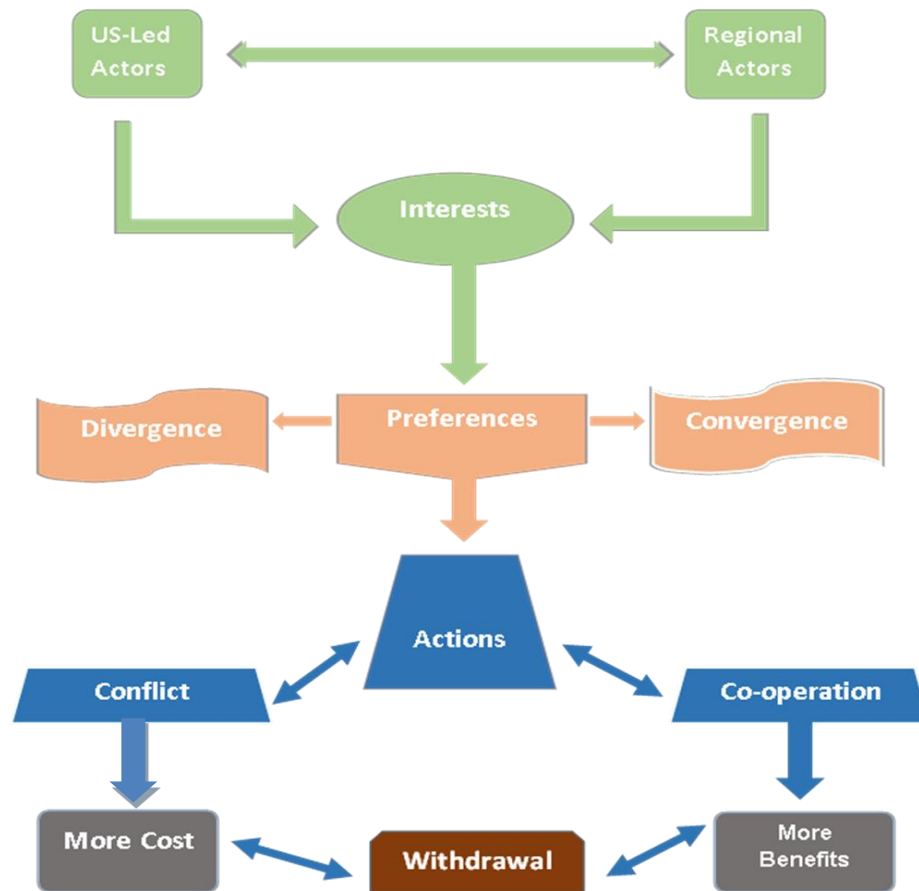 US-Led
Actors
Regional
Actors
Interests
Divergence
Preferences
Convergence
Actions
Conflict
Co-operation
More Cost
Withdrawal
More
Benefits